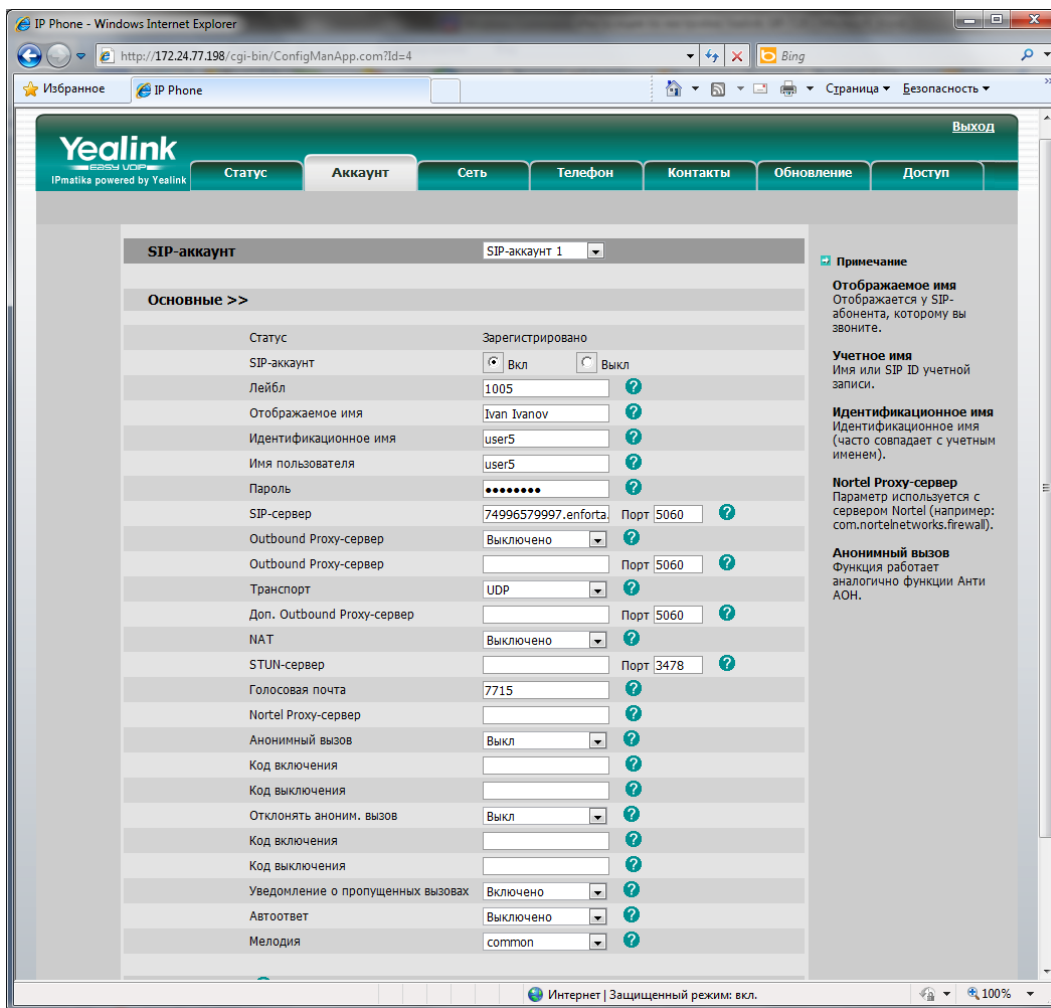 IP Phone - Windows Internet Explorer
http://172.24.77.198/cgi-bin/ConfigManApp.com?Id=4
Bing
Избранное
IP Phone
Страница
Безопасность
Выход
Yealink
EASY VOIP
IPmatika powered by Yealink
Статус Аккаунт Сеть Телефон Контакты Обновление Доступ
SIP-аккаунт SIP-аккаунт 1
Основные >>
Статус Зарегистрировано
SIP-аккаунт Вкл Выкл
Лейбл 1005
Отображаемое имя Ivan Ivanov
Идентификационное имя user5
Имя пользователя user5
Пароль ••••••••
SIP-сервер 74996579997.enforta. Порт 5060
Outbound Proxy-сервер Выключено
Outbound Proxy-сервер Порт 5060
Транспорт UDP
Доп. Outbound Proxy-сервер Порт 5060
NAT Выключено
STUN-сервер Порт 3478
Голосовая почта 7715
Nortel Proxy-сервер
Анонимный вызов Выкл
Код включения
Код выключения
Отклонять аноним. вызов Выкл
Код включения
Код выключения
Уведомление о пропущенных вызовах Включено
Автоответ Выключено
Мелодия common
Примечание
Отображаемое имя
Отображается у SIP-
абонента, которому вы
звоните.
Учетное имя
Имя или SIP ID учетной
записи.
Идентификационное имя
Идентификационное имя
(часто совпадает с учетным
именем).
Nortel Proxy-сервер
Параметр используется с
сервером Nortel (например:
com.nortelnetworks.firewall).
Анонимный вызов
Функция работает
аналогично функции Анти
АОН.
Интернет | Защищенный режим: вкл.
100%